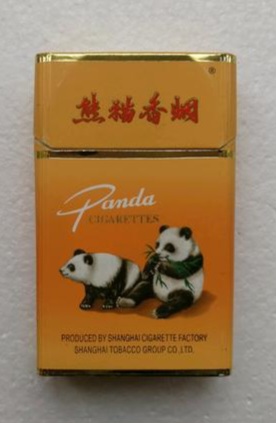 熊猫香烟
®
Panda
CIGARETTES
PRODUCED BY SHANGHAI CIGARETTE FACTORY
SHANGHAI TOBACCO GROUP CO.,LTD.